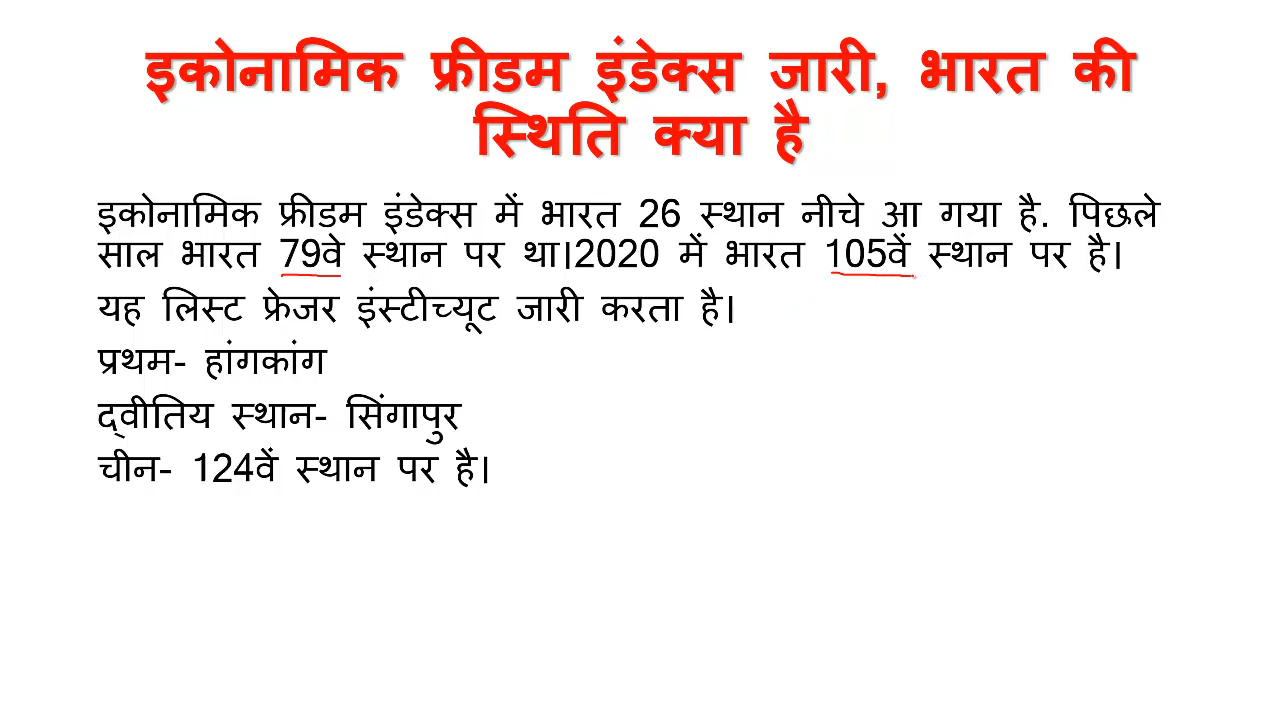 इकोनामिक फ्रीडम इंडेक्स जारी, भारत की
स्थिति क्या है
इकोनामिक फ्रीडम इंडेक्स में भारत 26 स्थान नीचे आ गया है. पिछले
साल भारत 79वे स्थान पर था।2020 में भारत 105वें स्थान पर है।
यह लिस्ट फ्रेजर इंस्टीच्यूट जारी करता है।
प्रथम- हांगकांग
द्वीतिय स्थान- सिंगापुर
चीन- 124वें स्थान पर है।